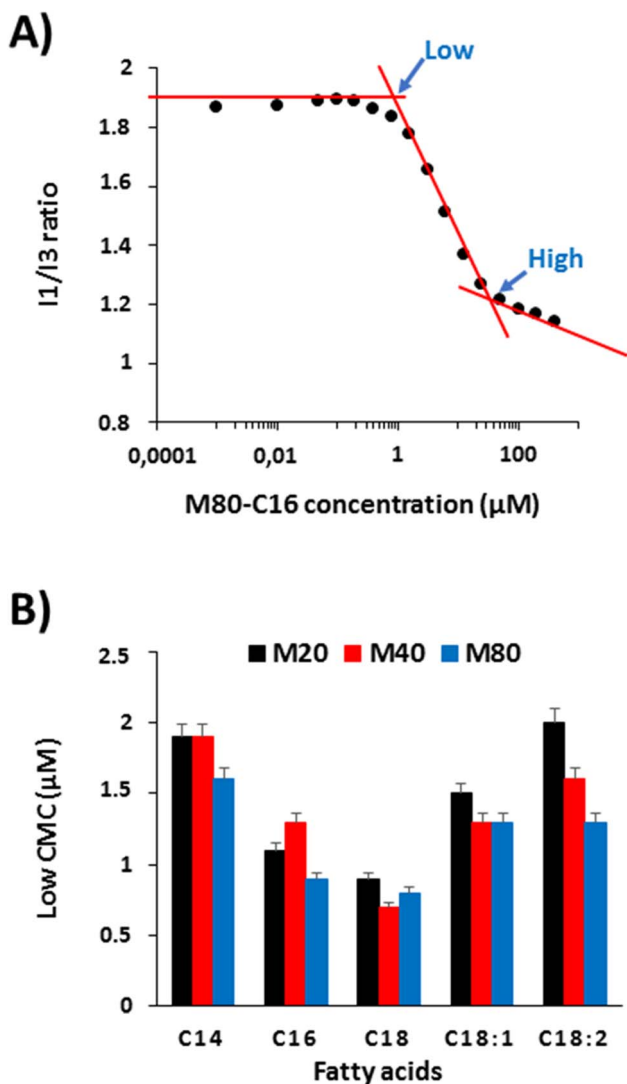 A)
Low
High
2
1.8
1.6
1.4
1.2
1
0.8
I1/I3 ratio
0,0001 0,01 1 100
M80-C16 concentration (µM)
B)
M20 M40 M80
2.5
2
1.5
1
0.5
0
Low CMC (µM)
C14 C16 C18 C18:1 C18:2
Fatty acids